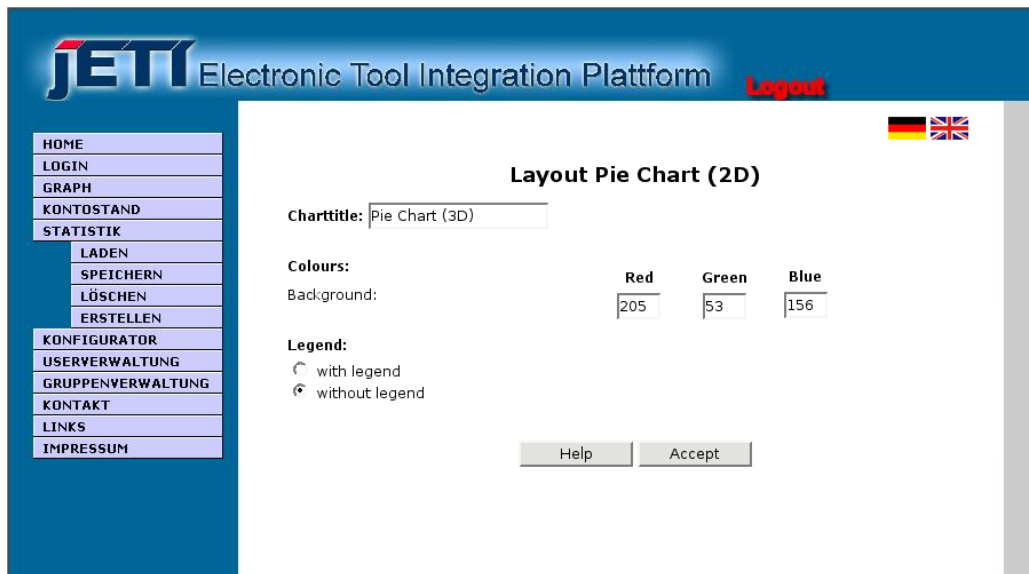 jETI Electronic Tool Integration Plattform
Logout
HOME
LOGIN
GRAPH
KONTOSTAND
STATISTIK
LADEN
SPEICHERN
LÖSCHEN
ERSTELLEN
KONFIGURATOR
USERVERWALTUNG
GRUPPENVERWALTUNG
KONTAKT
LINKS
IMPRESSUM
Layout Pie Chart (2D)
Charttitle: Pie Chart (3D)
Colours:
Red Green Blue
Background: 205 53 156
Legend:
with legend
without legend
Help Accept